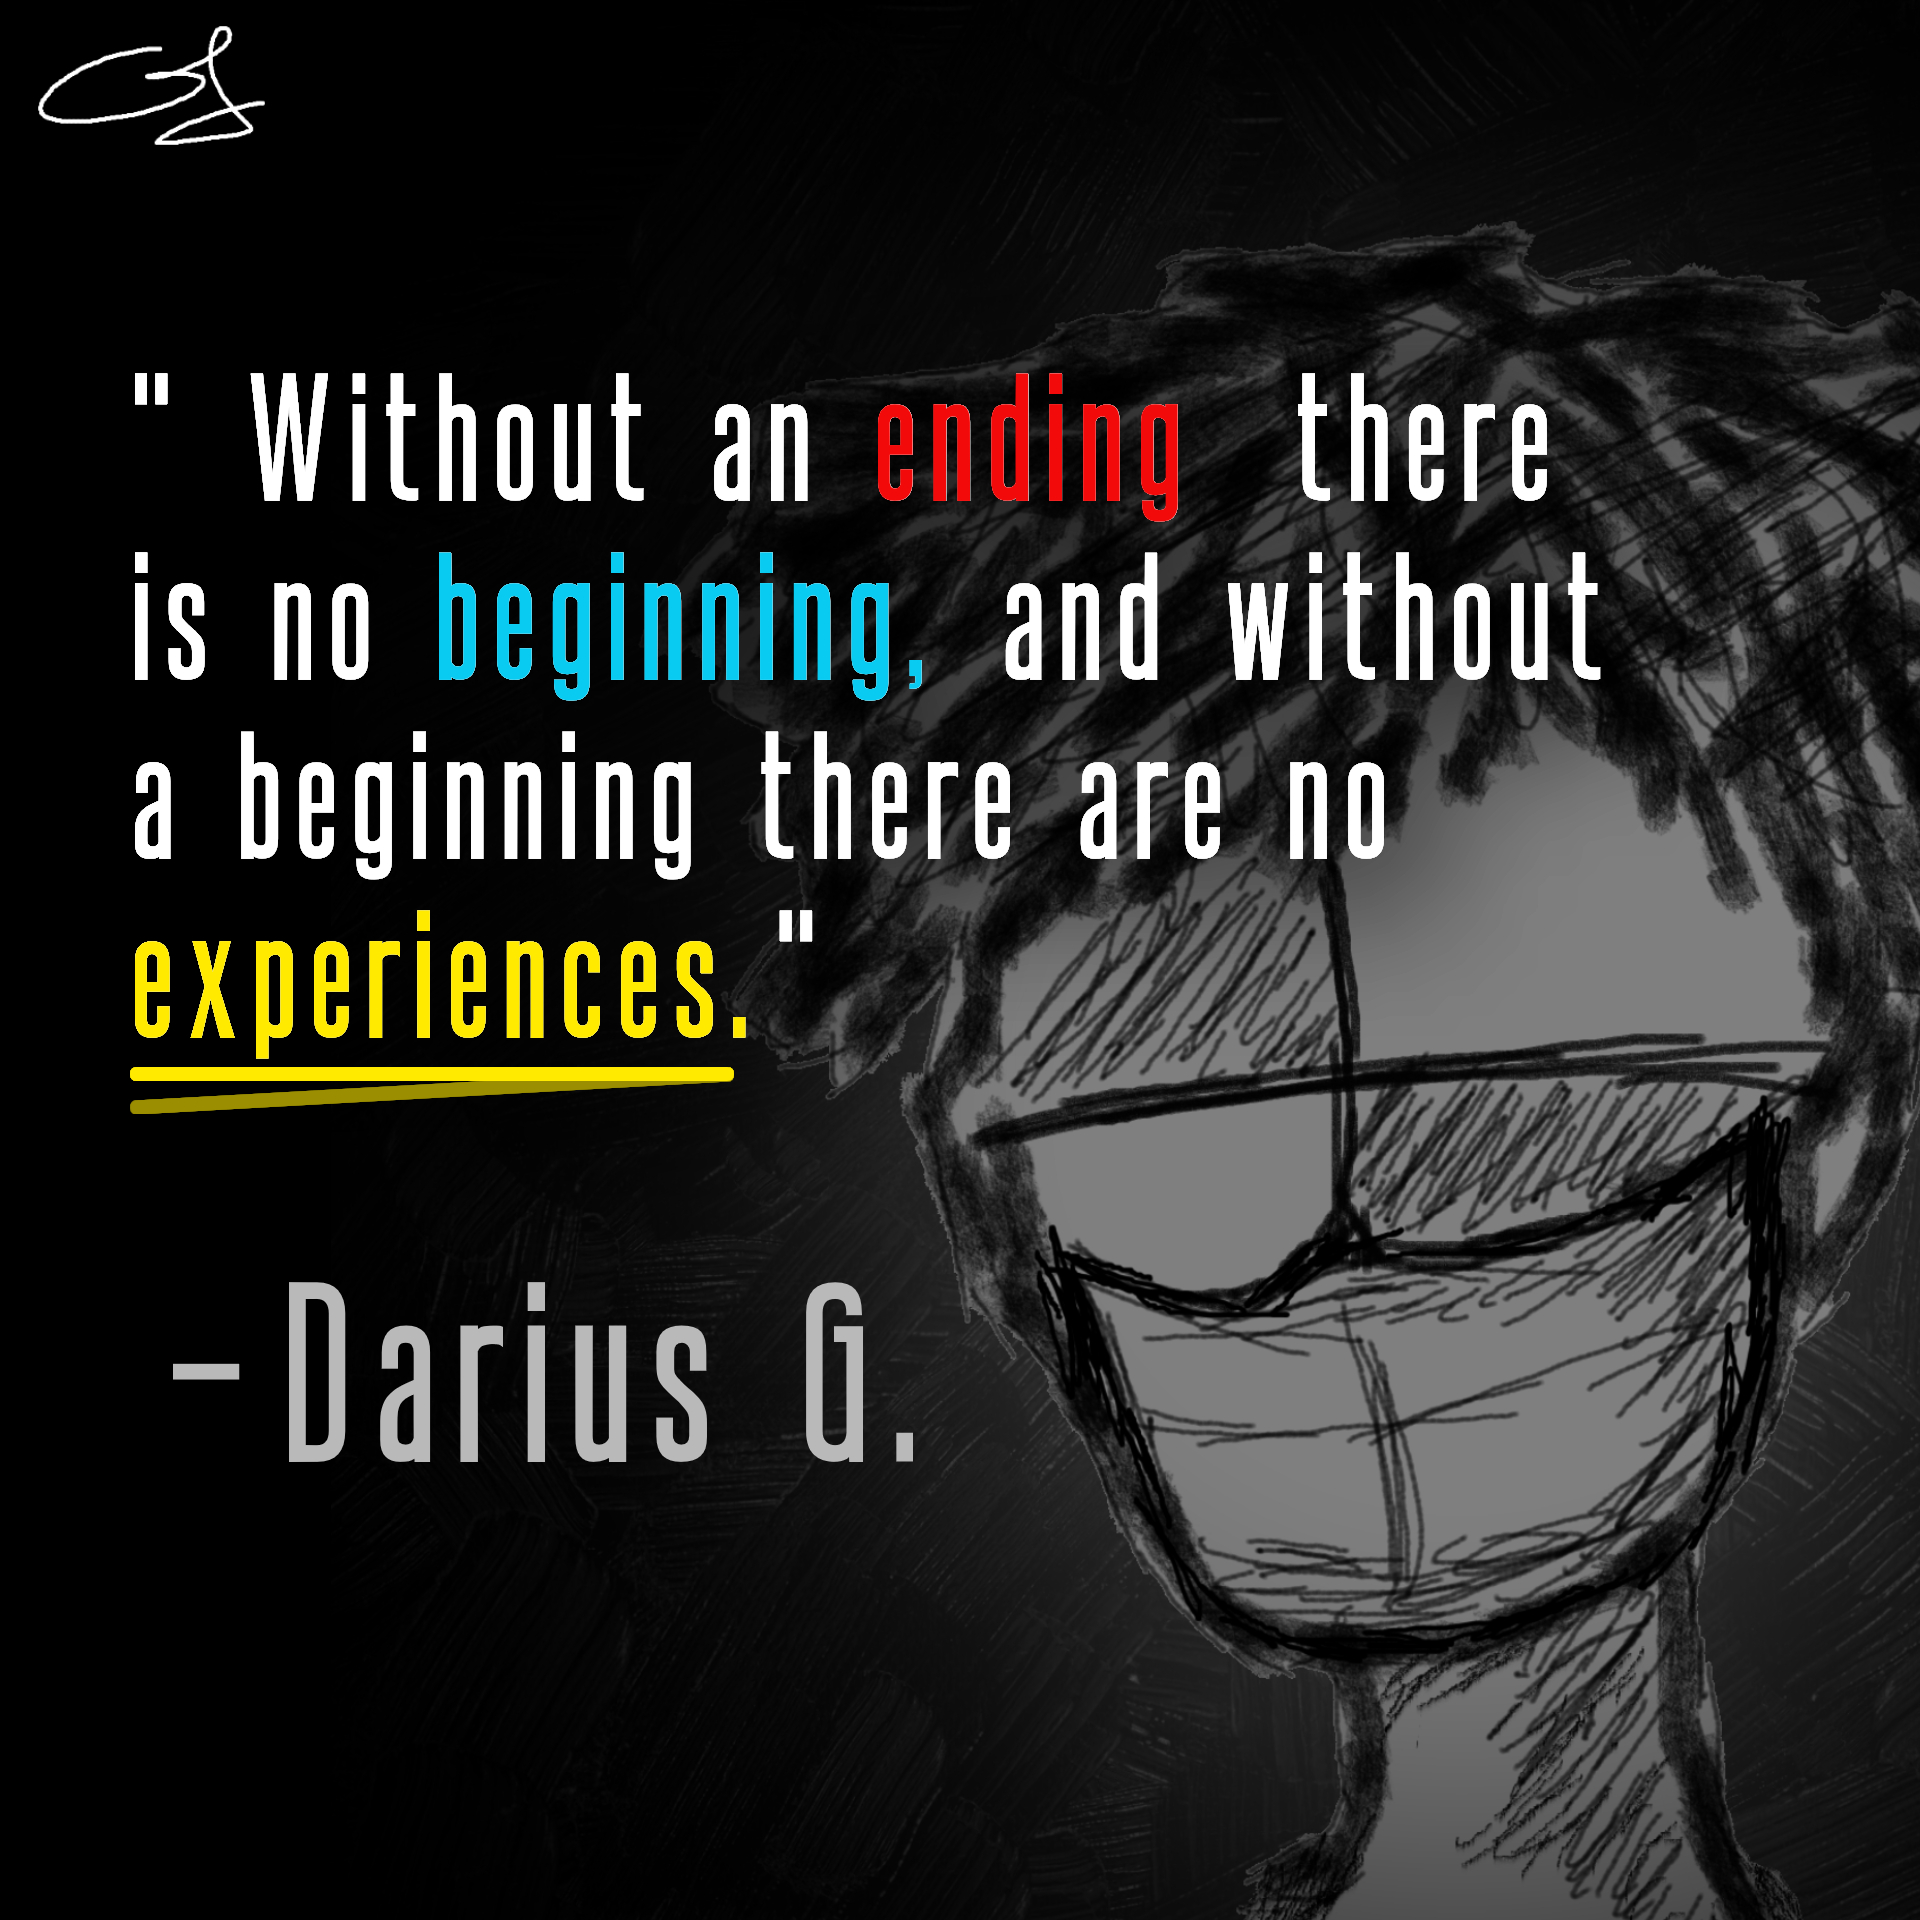 " Without an ending there
is no beginning, and without
a beginning there are no
experiences."
-Darius G.